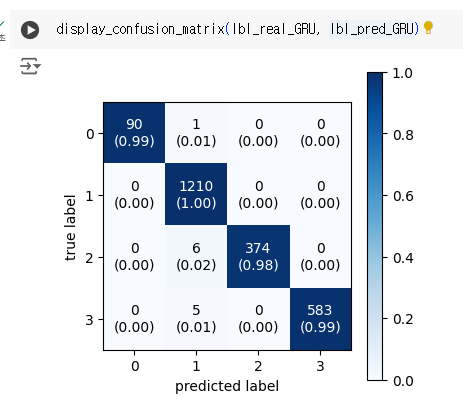 display_confusion_matrix(lbl_real_GRU, lbl_pred_GRU)
1.0
0.8
0.6
0.4
0.2
0.0
true label
0
90 1 0 0
(0.99) (0.01) (0.00) (0.00)
1
0 1210 0 0
(0.00) (1.00) (0.00) (0.00)
2
0 6 374 0
(0.00) (0.02) (0.98) (0.00)
3
0 5 0 583
(0.00) (0.01) (0.00) (0.99)
0 1 2 3
predicted label